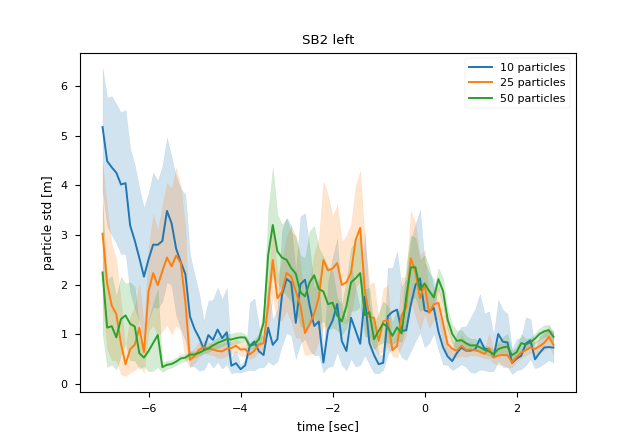 SB2 left
10 particles
25 particles
50 particles
particle std [m]
6
5
4
3
2
1
0
−6
−4
−2
0
2
time [sec]